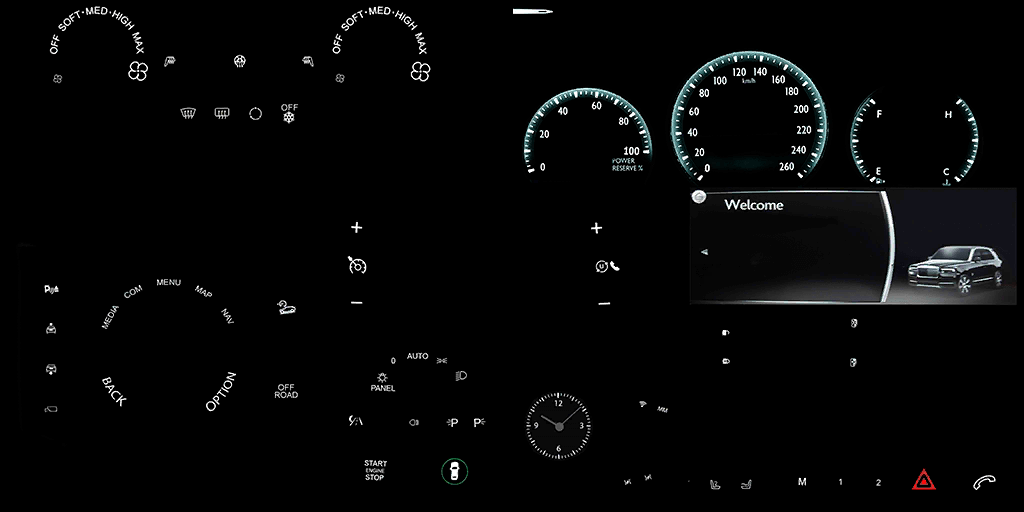 OFF SOFT·MED·HIGH MAX
OFF SOFT·MED·HIGH MAX
OFF
0 20 40 60 80 100
POWER
RESERVE %
0 20 40 60 80 100 120 140 160 180 200 220 240 260
km/h
F
E
H
C
Welcome
MEDIA COM MENU MAP NAV
BACK
OPTION
OFF
ROAD
0 AUTO
PANEL
P
P
START
ENGINE
STOP
12
3
6
9
M
1
2